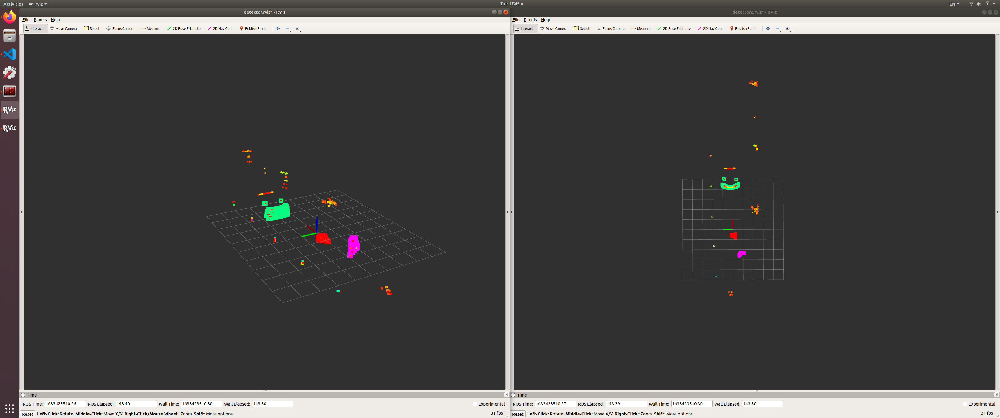 Activities RViz rviz Tue 17:45 EN
detector.rviz* - RViz
File Panels Help
Interact Move Camera Select Focus Camera Measure 2D Pose Estimate 2D Nav Goal Publish Point
RViz
RViz
Time
ROS Time: 1633423510.26 ROS Elapsed: 143.40 Wall Time: 1633423510.30 Wall Elapsed: 143.30 Experimental
Reset Left-Click: Rotate. Middle-Click: Move X/Y. Right-Click/Mouse Wheel:: Zoom. Shift: More options. 31 fps
detector2.rviz* - RViz
File Panels Help
Interact Move Camera Select Focus Camera Measure 2D Pose Estimate 2D Nav Goal Publish Point
Time
ROS Time: 1633423510.27 ROS Elapsed: 143.39 Wall Time: 1633423510.30 Wall Elapsed: 143.30 Experimental
Reset Left-Click: Rotate. Middle-Click: Move X/Y. Right-Click:: Zoom. Shift: More options. 31 fps